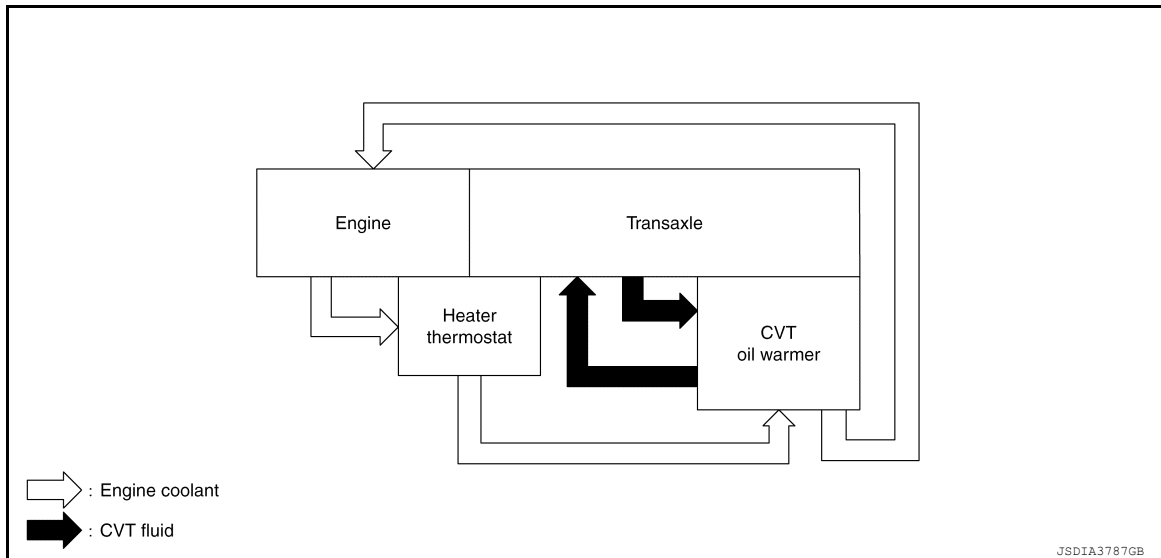 Engine
Transaxle
Heater
thermostat
CVT
oil warmer
: Engine coolant
: CVT fluid
JSDIA3787GB